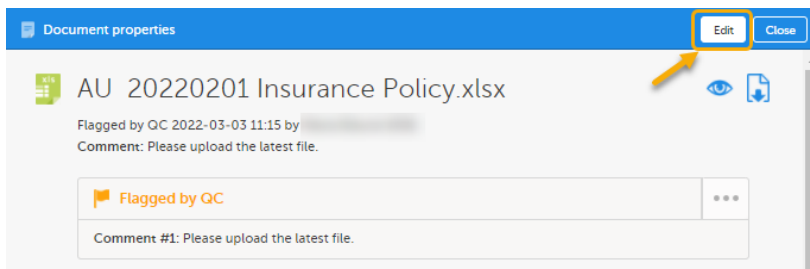 Document properties
Edit
Close
xls
AU 20220201 Insurance Policy.xlsx
Flagged by QC 2022-03-03 11:15 by
Comment: Please upload the latest file.
Flagged by QC
Comment #1: Please upload the latest file.